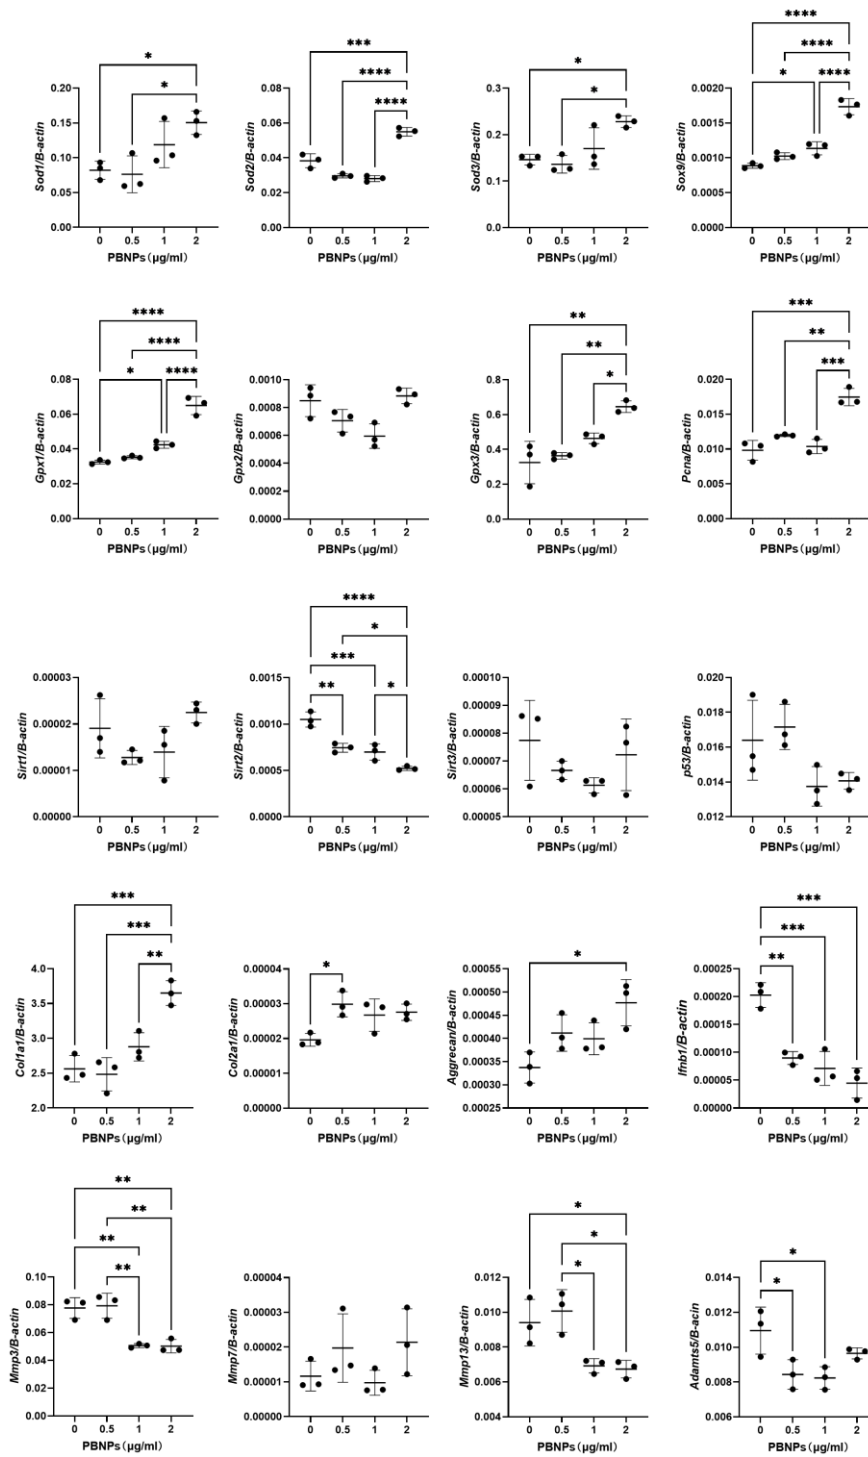 *
*
Sod1/B-actin
0.20
0.15
0.10
0.05
0.00
0 0.5 1 2
PBNPs(μg/ml)
***
****
****
Sod2/B-actin
0.08
0.06
0.04
0.02
0.00
0 0.5 1 2
PBNPs(μg/ml)
*
*
Sod3/B-actin
0.3
0.2
0.1
0.0
0 0.5 1 2
PBNPs(μg/ml)
****
****
* ****
Sox9/B-actin
0.0020
0.0015
0.0010
0.0005
0.0000
0 0.5 1 2
PBNPs(μg/ml)
****
****
* ****
Gpx1/B-actin
0.08
0.06
0.04
0.02
0.00
0 0.5 1 2
PBNPs(μg/ml)
Gpx2/B-actin
0.0010
0.0008
0.0006
0.0004
0.0002
0.0000
0 0.5 1 2
PBNPs(μg/ml)
**
**
*
Gpx3/B-actin
0.8
0.6
0.4
0.2
0.0
0 0.5 1 2
PBNPs(μg/ml)
***
**
***
Pcna/B-actin
0.020
0.015
0.010
0.005
0.000
0 0.5 1 2
PBNPs(μg/ml)
Sirt1/B-actin
0.00003
0.00002
0.00001
0.00000
0 0.5 1 2
PBNPs(μg/ml)
****
*
***
** *
Sirt2/B-actin
0.0015
0.0010
0.0005
0.0000
0 0.5 1 2
PBNPs(μg/ml)
Sirt3/B-actin
0.00010
0.00009
0.00008
0.00007
0.00006
0.00005
0 0.5 1 2
PBNPs(μg/ml)
p53/B-actin
0.020
0.018
0.016
0.014
0.012
0 0.5 1 2
PBNPs(μg/ml)
***
***
**
Col1a1/B-actin
4.0
3.5
3.0
2.5
2.0
0 0.5 1 2
PBNPs(μg/ml)
*
Col2a1/B-actin
0.00004
0.00003
0.00002
0.00001
0.00000
0 0.5 1 2
PBNPs(μg/ml)
*
Aggrecan/B-actin
0.00055
0.00050
0.00045
0.00040
0.00035
0.00030
0.00025
0 0.5 1 2
PBNPs(μg/ml)
***
***
**
Ifnb1/B-actin
0.00025
0.00020
0.00015
0.00010
0.00005
0.00000
0 0.5 1 2
PBNPs(μg/ml)
**
**
**
**
Mmp3/B-actin
0.10
0.08
0.06
0.04
0.02
0.00
0 0.5 1 2
PBNPs(μg/ml)
Mmp7/B-actin
0.00004
0.00003
0.00002
0.00001
0.00000
0 0.5 1 2
PBNPs(μg/ml)
*
*
*
Mmp13/B-actin
0.012
0.010
0.008
0.006
0.004
0 0.5 1 2
PBNPs(μg/ml)
*
*
Adamts5/B-acin
0.014
0.012
0.010
0.008
0.006
0 0.5 1 2
PBNPs(μg/ml)